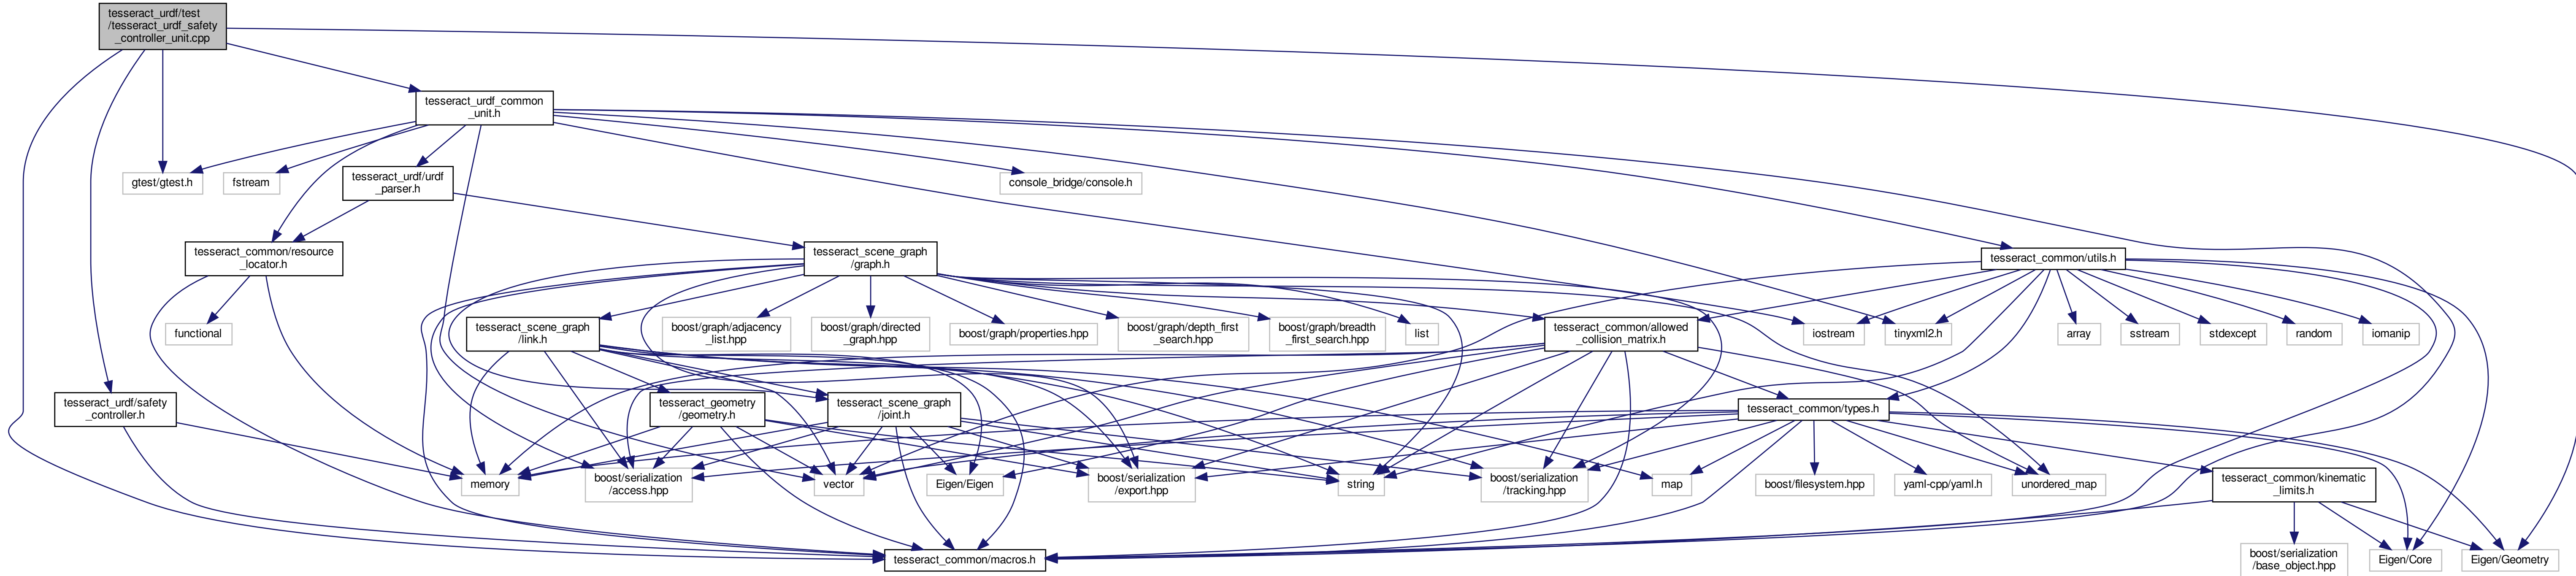 tesseract_urdf/test
/tesseract_urdf_safety
_controller_unit.cpp
tesseract_urdf_common
_unit.h
gtest/gtest.h
fstream
tesseract_urdf/urdf
_parser.h
console_bridge/console.h
tesseract_common/resource
_locator.h
tesseract_scene_graph
/graph.h
tesseract_common/utils.h
functional
tesseract_scene_graph
/link.h
boost/graph/adjacency
_list.hpp
boost/graph/directed
_graph.hpp
boost/graph/properties.hpp
boost/graph/depth_first
_search.hpp
boost/graph/breadth
_first_search.hpp
list
tesseract_common/allowed
_collision_matrix.h
iostream
tinyxml2.h
array
sstream
stdexcept
random
iomanip
tesseract_urdf/safety
_controller.h
tesseract_geometry
/geometry.h
tesseract_scene_graph
/joint.h
tesseract_common/types.h
memory
boost/serialization
/access.hpp
vector
Eigen/Eigen
boost/serialization
/export.hpp
string
boost/serialization
/tracking.hpp
map
boost/filesystem.hpp
yaml-cpp/yaml.h
unordered_map
tesseract_common/kinematic
_limits.h
tesseract_common/macros.h
boost/serialization
/base_object.hpp
Eigen/Core
Eigen/Geometry